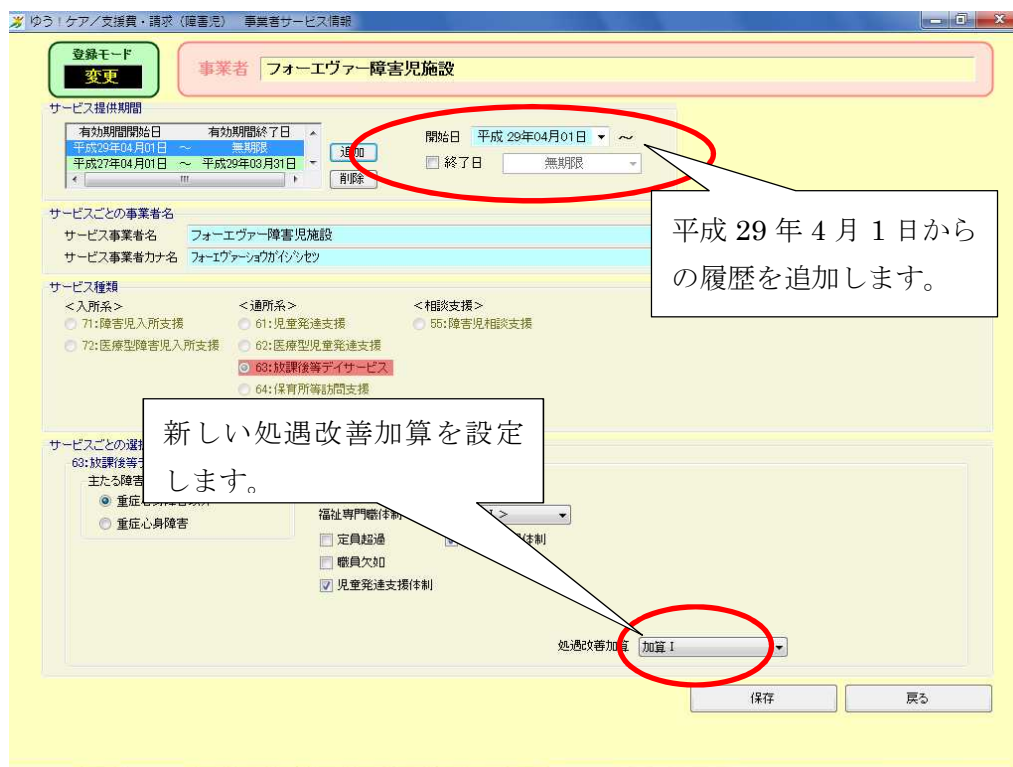 ゆう！ケア／支援費・請求（障害児） 事業者サービス情報
登録モード
変更
事業者 フォーエヴァー障害児施設
サービス提供期間
有効期間開始日 有効期間終了日
平成29年04月01日 ～ 無期限
平成27年04月01日 ～ 平成29年03月31日
追加
削除
開始日 平成 29年04月01日 ～
終了日 無期限
平成 29 年 4 月 1 日から
の履歴を追加します。
サービスごとの事業者名
サービス事業者名 フォーエヴァー障害児施設
サービス事業者カナ名 フォーエヴァーショウガイジシセツ
サービス種類
＜入所系＞ ＜通所系＞ ＜相談支援＞
71:障害児入所支援 61:児童発達支援 55:障害児相談支援
72:医療型障害児入所支援 62:医療型児童発達支援
63:放課後等デイサービス
64:保育所等訪問支援
新しい処遇改善加算を設定
します。
サービスごとの選
63:放課後等
主たる障害
重症
重症心身障害
福祉専門職体制
定員超過
体制
職員欠如
児童発達支援体制
処遇改善加算 加算Ⅰ
保存 戻る